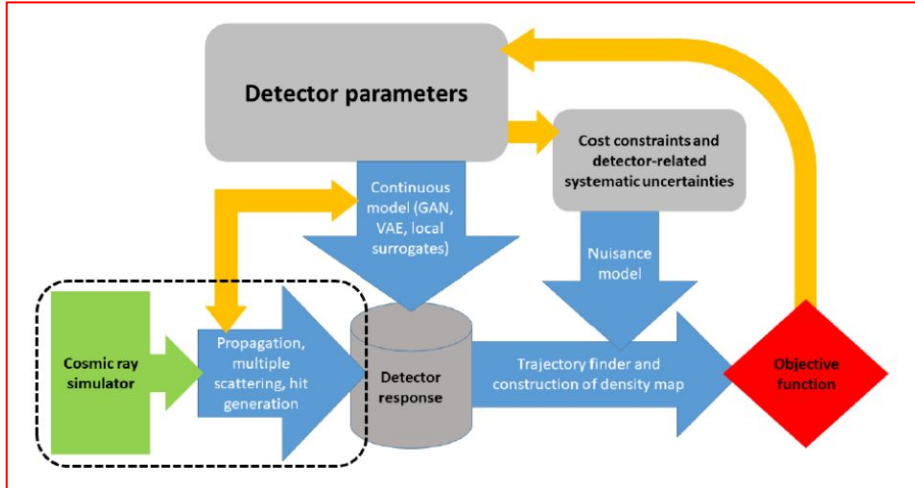 Detector parameters
Cost constraints and
detector-related
systematic uncertainties
Continuous
model (GAN,
VAE, local
surrogates)
Nuisance
model
Cosmic ray
simulator
Propagation,
multiple
scattering, hit
generation
Detector
response
Trajectory finder and
construction of density map
Objective
function